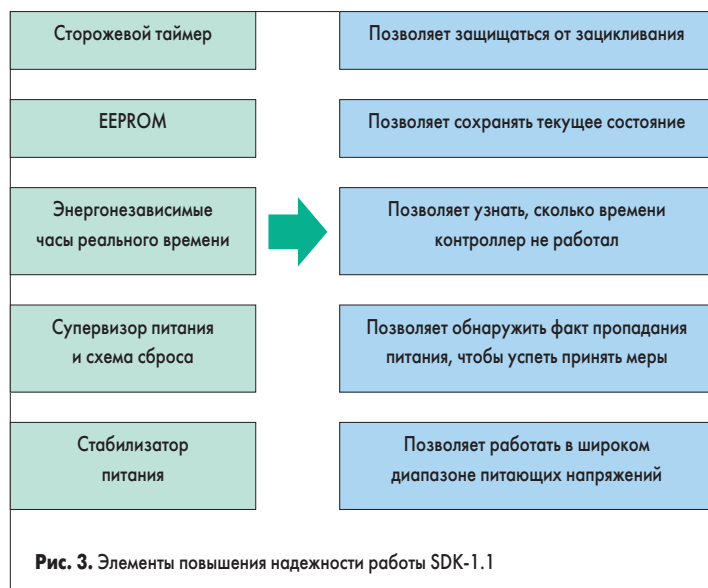 Сторожевой таймер
Позволяет защищаться от зацикливания
EEPROM
Позволяет сохранять текущее состояние
Энергонезависимые
часы реального времени
Позволяет узнать, сколько времени
контроллер не работал
Супервизор питания
и схема сброса
Позволяет обнаружить факт пропадания
питания, чтобы успеть принять меры
Стабилизатор
питания
Позволяет работать в широком
диапазоне питающих напряжений
Рис. 3. Элементы повышения надежности работы SDK-1.1